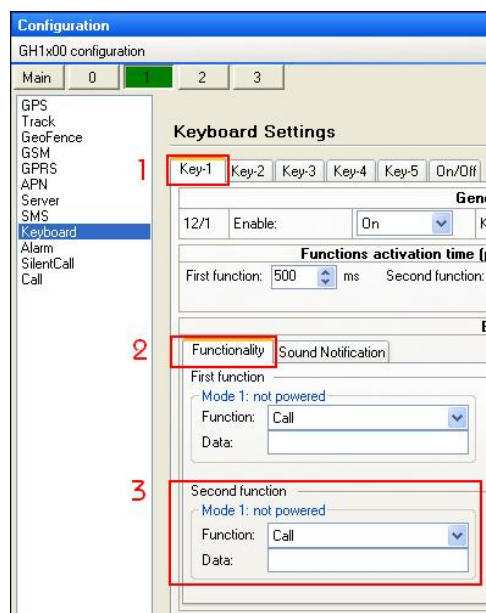 Configuration
GH1x00 configuration
Main 0 1 2 3
GPS
Track
GeoFence
GSM
GPRS
APN
Server
SMS
Keyboard
Alarm
SilentCall
Call
Keyboard Settings
1
Key-1 Key-2 Key-3 Key-4 Key-5 On/Off
12/1 Enable: On
Functions activation time
First function: 500 ms Second function:
2
Functionality Sound Notification
First function
Mode 1: not powered
Function: Call
Data:
3
Second function
Mode 1: not powered
Function: Call
Data: